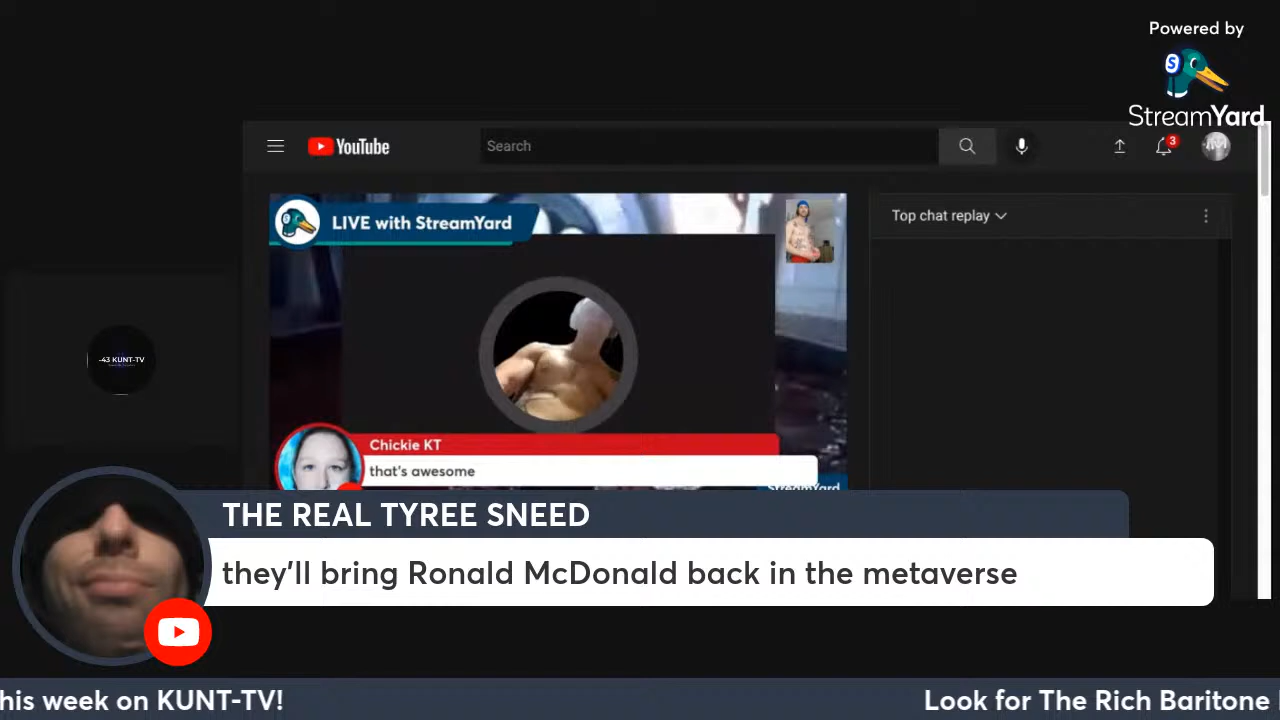 Powered by
StreamYard
YouTube
Search
3
LIVE with StreamYard
Top chat replay
-43 KUNT-TV
Chickie KT
that's awesome
StreamYard
THE REAL TYREE SNEED
they'll bring Ronald McDonald back in the metaverse
his week on KUNT-TV!
Look for The Rich Baritone